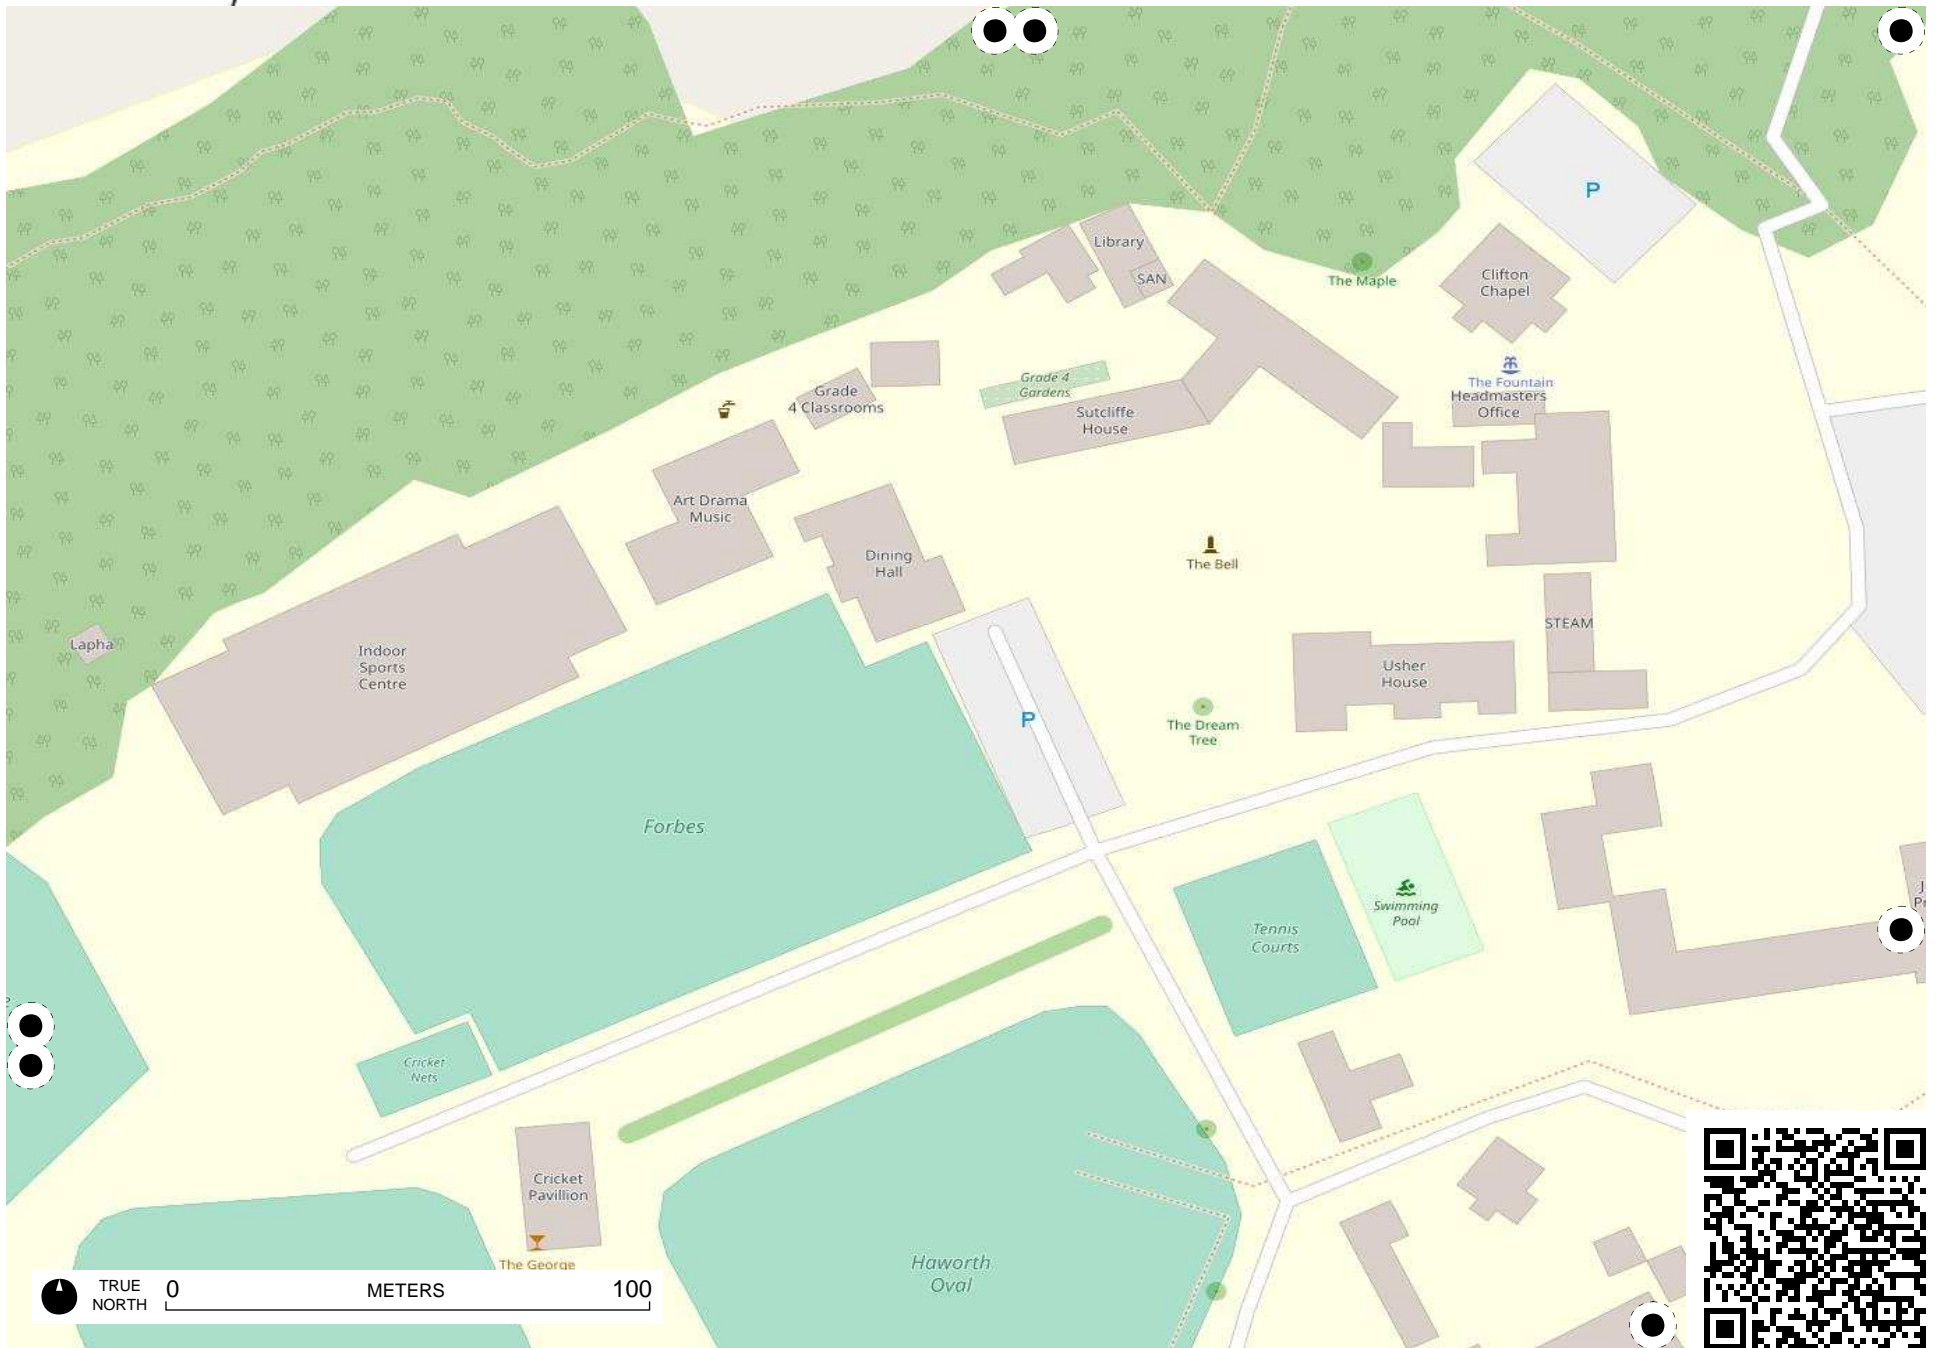 P
Library
SAN
The Maple
Clifton
Chapel
Grade 4
Gardens
Grade
4 Classrooms
The Fountain
Headmasters
Office
Sutcliffe
House
Art Drama
Music
Dining
Hall
The Bell
Lapha
Indoor
Sports
Centre
STEAM
Usher
House
P
The Dream
Tree
Forbes
Swimming
Pool
Tennis
Courts
Cricket
Nets
Cricket
Pavillion
The George
Haworth
Oval
TRUE
NORTH
0
METERS
100